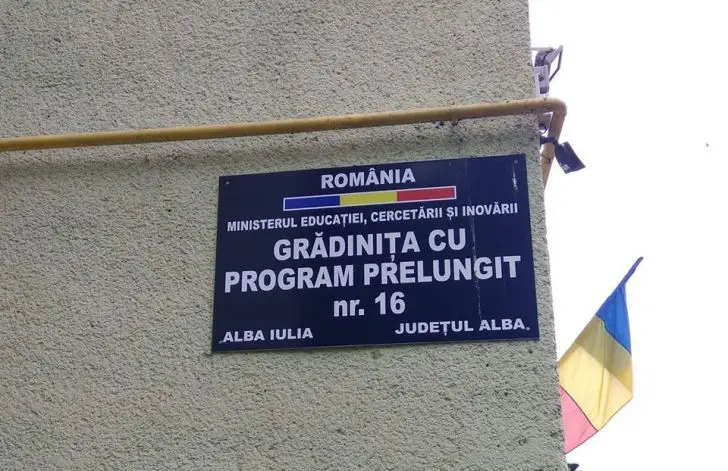 ROMÂNIA
MINISTERUL EDUCAȚIEI, CERCETĂRII ȘI INOVĂRII
GRĂDINIȚA CU
PROGRAM PRELUNGIT
nr. 16
ALBA IULIA JUDEȚUL ALBA